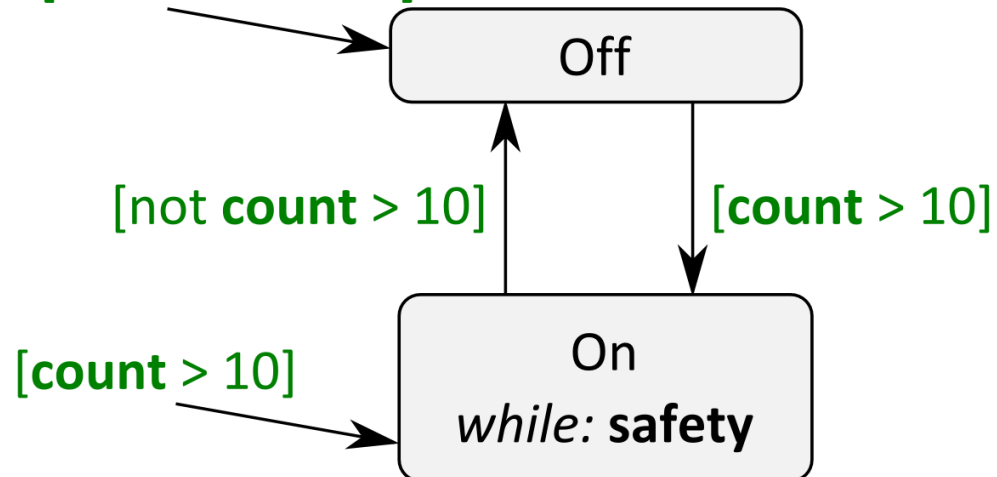 Off
[not count > 10]
[count > 10]
On
[count > 10]
while: safety